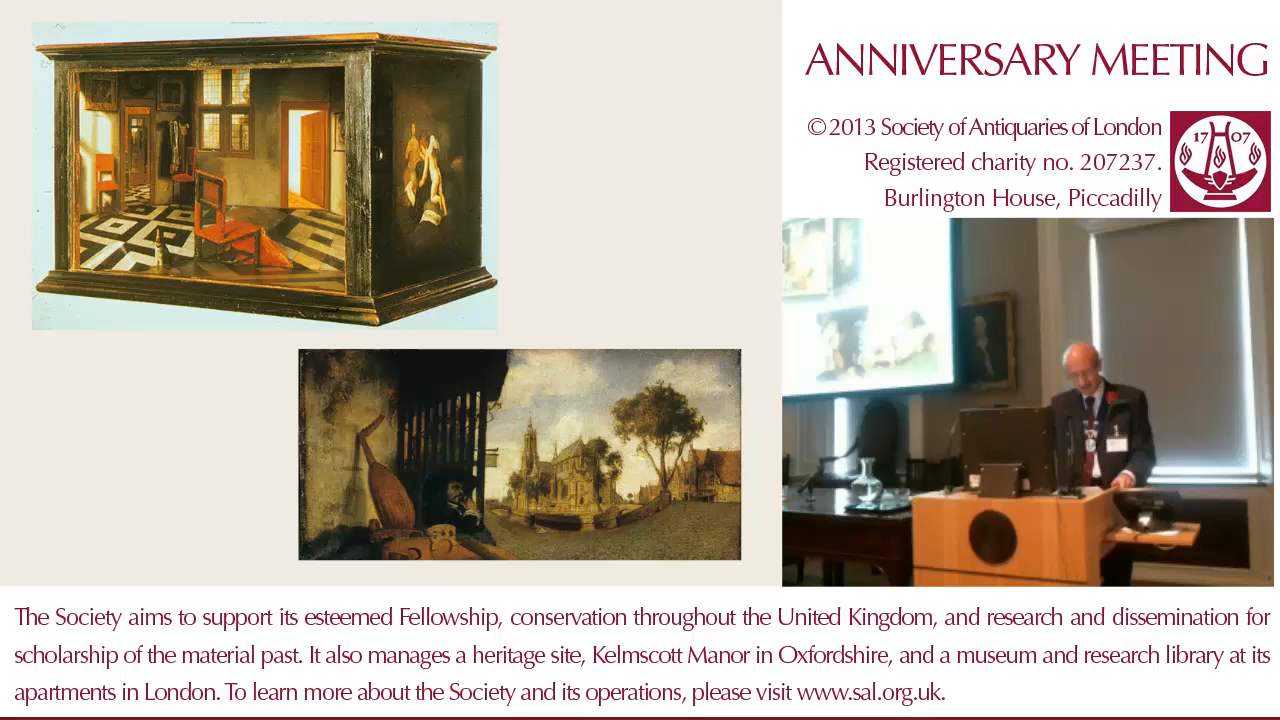 ANNIVERSARY MEETING
© 2013 Society of Antiquaries of London
Registered charity no. 207237.
Burlington House, Piccadilly
17 07
The Society aims to support its esteemed Fellowship, conservation throughout the United Kingdom, and research and dissemination for
scholarship of the material past. It also manages a heritage site, Kelmscott Manor in Oxfordshire, and a museum and research library at its
apartments in London. To learn more about the Society and its operations, please visit www.sal.org.uk.